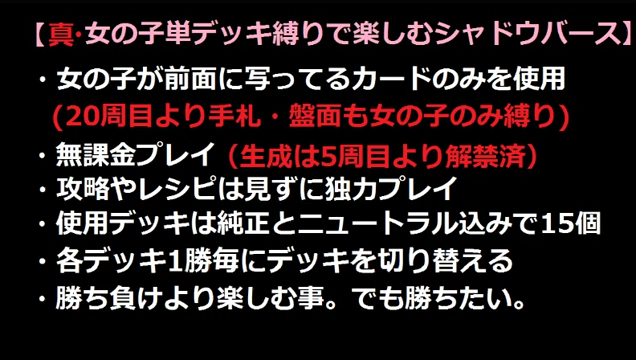 【真・女の子単デッキ縛りで楽しむシャドウバース】
・女の子が前面に写ってるカードのみを使用
(20周目より手札・盤面も女の子のみ縛り)
・無課金プレイ（生成は5周目より解禁済）
・攻略やレシピは見ずに独力プレイ
・使用デッキは純正とニュートラル込みで15個
・各デッキ1勝毎にデッキを切り替える
・勝ち負けより楽しむ事。でも勝ちたい。